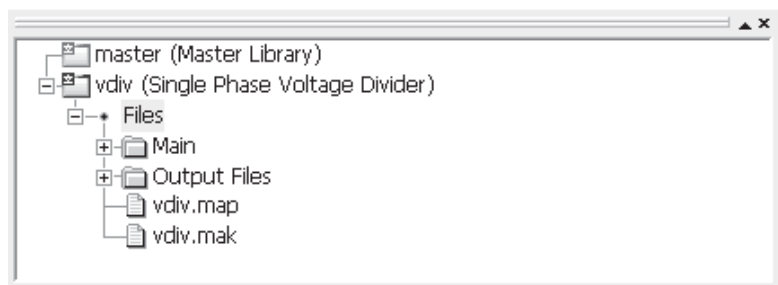 master (Master Library)
vdiv (Single Phase Voltage Divider)
Files
Main
Output Files
vdiv.map
vdiv.mak